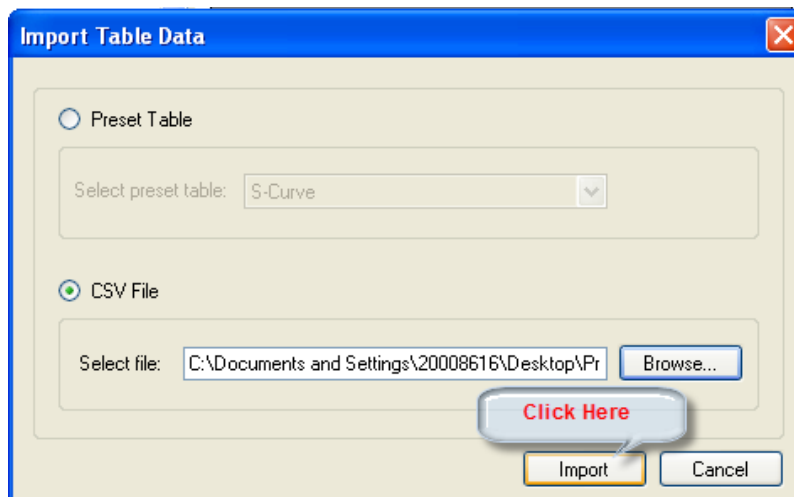 Import Table Data
Preset Table
Select preset table: S-Curve
CSV File
Select file: C:\Documents and Settings\20008616\Desktop\Pr Browse...
Click Here
Import Cancel